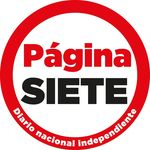 Página
SIETE
Diario nacional independiente